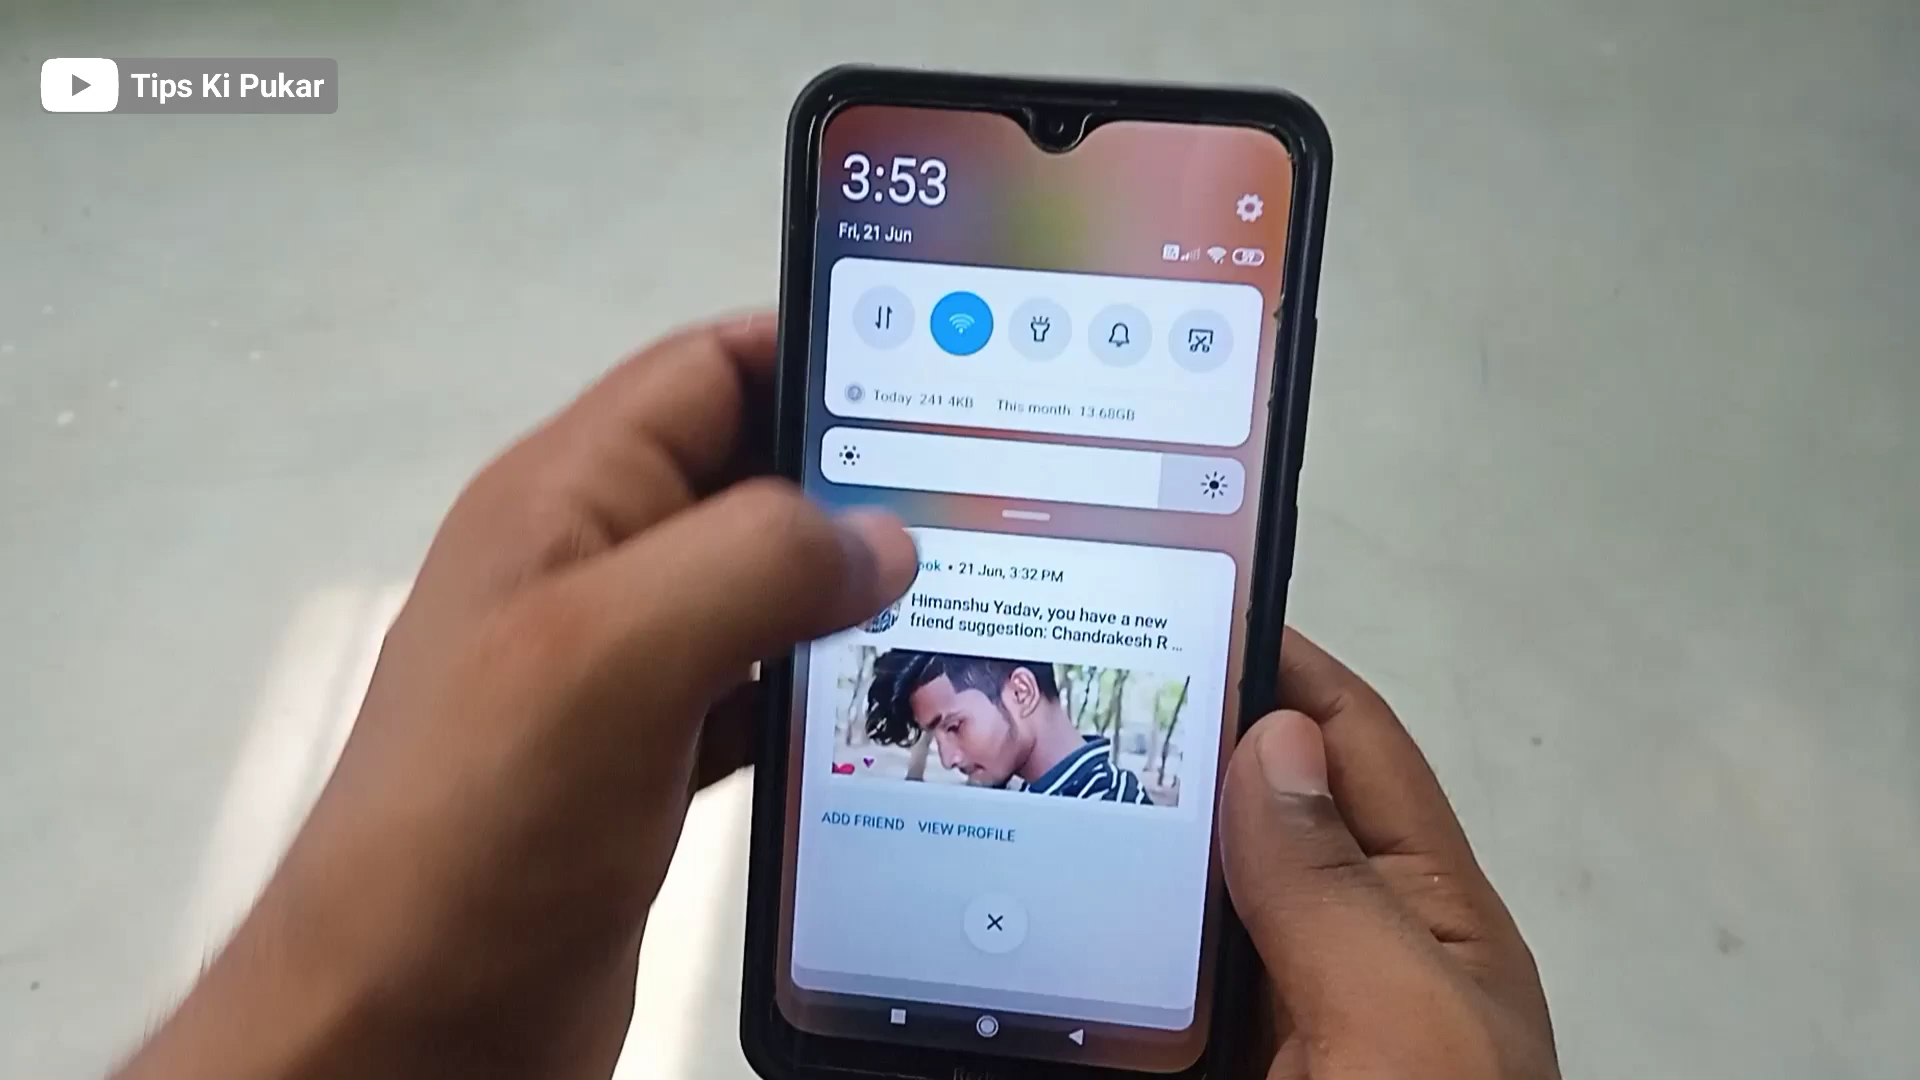 Tips Ki Pukar
3:53
Fri, 21 Jun
Today 241.4KB This month 13.68GB
ook • 21 Jun, 3:32 PM
Himanshu Yadav, you have a new
friend suggestion: Chandrakesh R ...
ADD FRIEND VIEW PROFILE